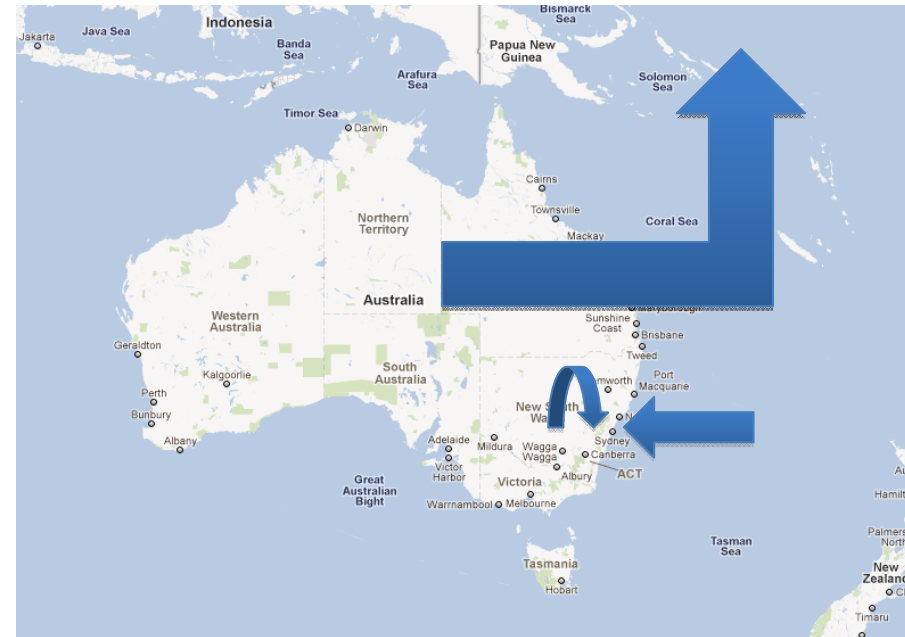 Bismarck
Sea
Indonesia
Jakarta
Java Sea
Banda
Sea
Papua New
Guinea
Arafura
Sea
Solomon
Sea
Timor Sea
Darwin
Cairns
Townsville
Northern
Territory
Coral Sea
Mackay
Australia
Western
Australia
Sunshine
Coast
Brisbane
Tweed
Geraldton
South
Australia
Kalgoorlie
Port
Macquarie
Perth
Bunbury
New
Albany
Adelaide
Mildura
Wagga
Wagga
Sydney
Canberra
ACT
Victor
Harbor
Victoria
Albury
Great
Australian
Bight
Warrnambool
Melbourne
Tasman
Sea
Tasmania
Hobart
New
Timaru